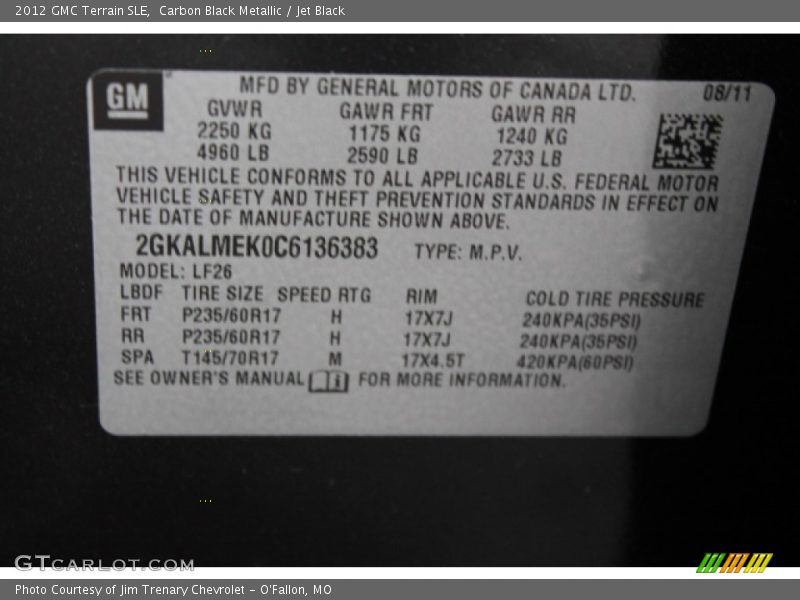 2012 GMC Terrain SLE, Carbon Black Metallic / Jet Black
GM
MFD BY GENERAL MOTORS OF CANADA LTD. 08/11
GVWR GAWR FRT GAWR RR
2250 KG 1175 KG 1240 KG
4960 LB 2590 LB 2733 LB
THIS VEHICLE CONFORMS TO ALL APPLICABLE U.S. FEDERAL MOTOR
VEHICLE SAFETY AND THEFT PREVENTION STANDARDS IN EFFECT ON
THE DATE OF MANUFACTURE SHOWN ABOVE.
2GKALMEK0C6136383 TYPE: M.P.V.
MODEL: LF26
LBDF TIRE SIZE SPEED RTG RIM COLD TIRE PRESSURE
FRT P235/60R17 H 17X7J 240KPA(35PSI)
RR P235/60R17 H 17X7J 240KPA(35PSI)
SPA T145/70R17 M 17X4.5T 420KPA(60PSI)
SEE OWNER'S MANUAL FOR MORE INFORMATION.
GTCARLOT.COM
Photo Courtesy of Jim Trenary Chevrolet - O'Fallon, MO